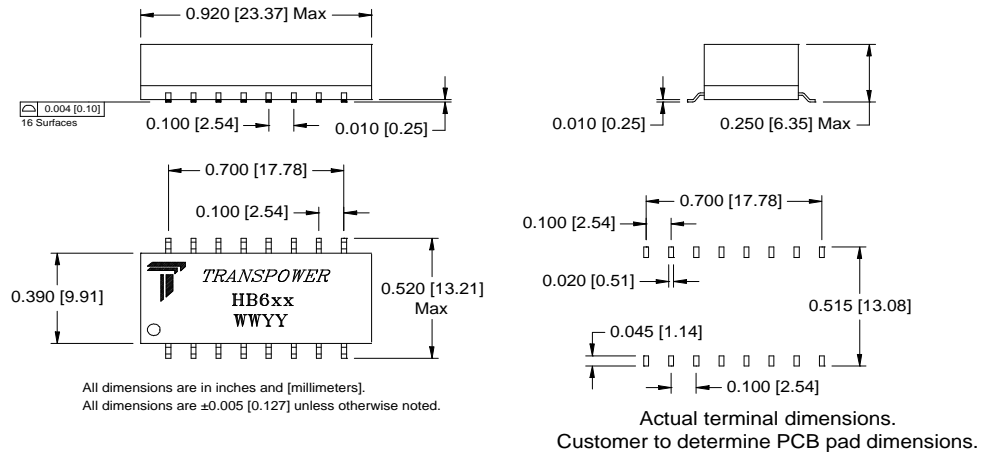 0.920 [23.37] Max
0.004 [0.10]
16 Surfaces
0.100 [2.54]
0.010 [0.25]
0.010 [0.25]
0.250 [6.35] Max
0.700 [17.78]
0.100 [2.54]
0.390 [9.91]
TRANSPOWER
HB6xx
WWYY
0.520 [13.21]
Max
All dimensions are in inches and [millimeters].
All dimensions are ±0.005 [0.127] unless otherwise noted.
0.700 [17.78]
0.100 [2.54]
0.020 [0.51]
0.515 [13.08]
0.045 [1.14]
0.100 [2.54]
Actual terminal dimensions.
Customer to determine PCB pad dimensions.